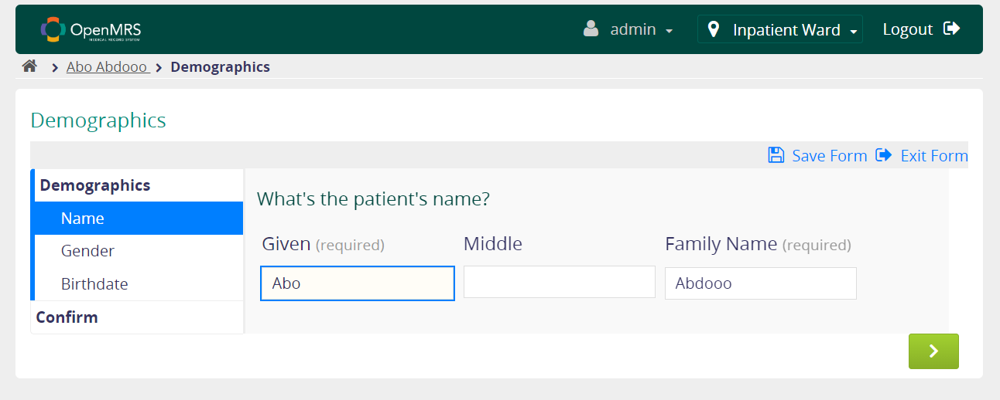 OpenMRS
MEDICAL RECORD SYSTEM
admin
Inpatient Ward
Logout
Abo Abdooo > Demographics
Demographics
Save Form Exit Form
Demographics
Name
Gender
Birthdate
Confirm
What's the patient's name?
Given (required) Middle Family Name (required)
Abo Abdooo